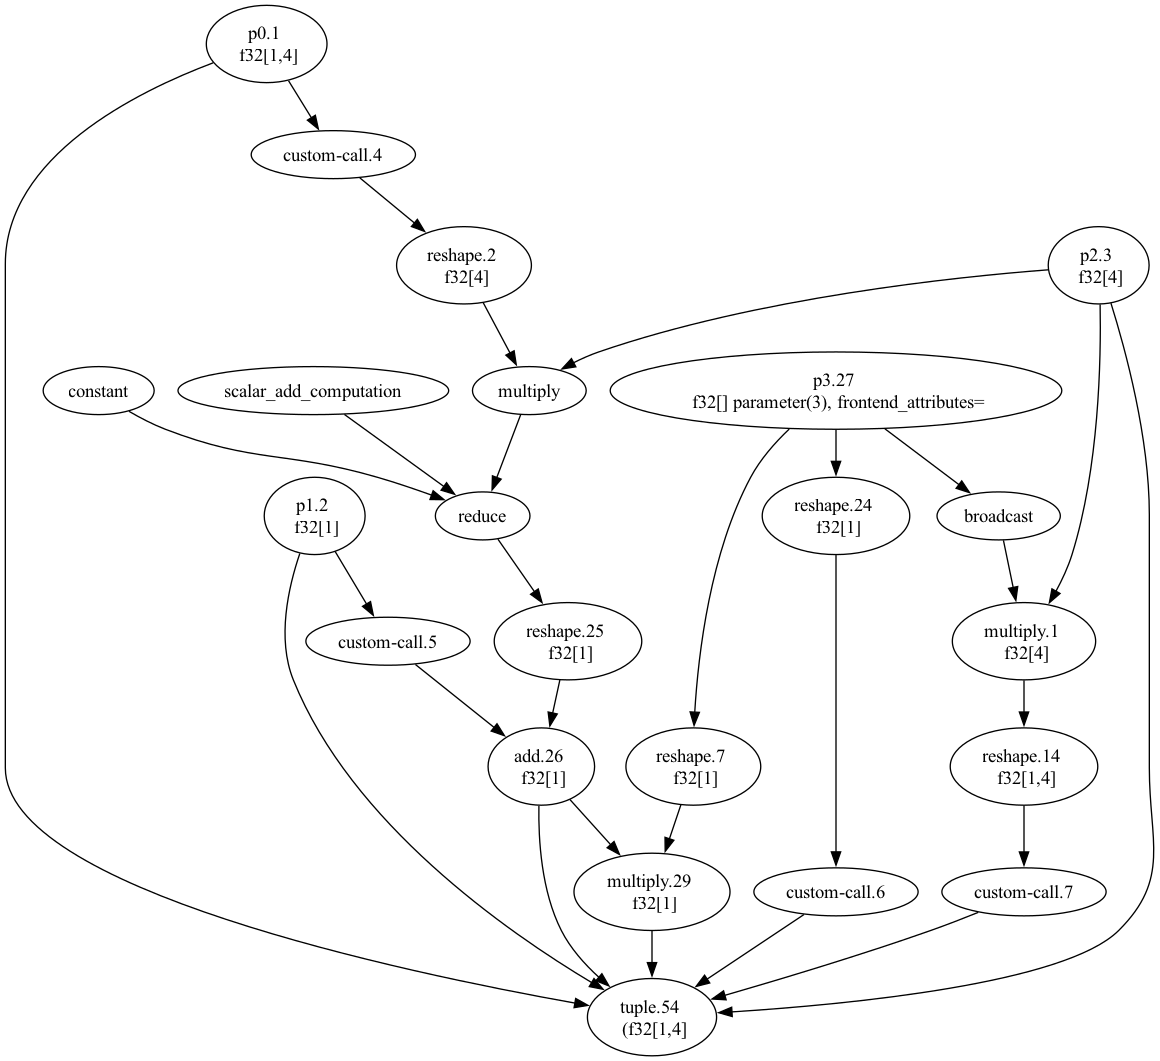 p0.1
f32[1,4]
custom-call.4
reshape.2
f32[4]
p2.3
f32[4]
constant
scalar_add_computation
multiply
p3.27
f32[] parameter(3), frontend_attributes=
p1.2
f32[1]
reduce
reshape.24
f32[1]
broadcast
custom-call.5
reshape.25
f32[1]
multiply.1
f32[4]
add.26
f32[1]
reshape.7
f32[1]
reshape.14
f32[1,4]
multiply.29
f32[1]
custom-call.6
custom-call.7
tuple.54
(f32[1,4]